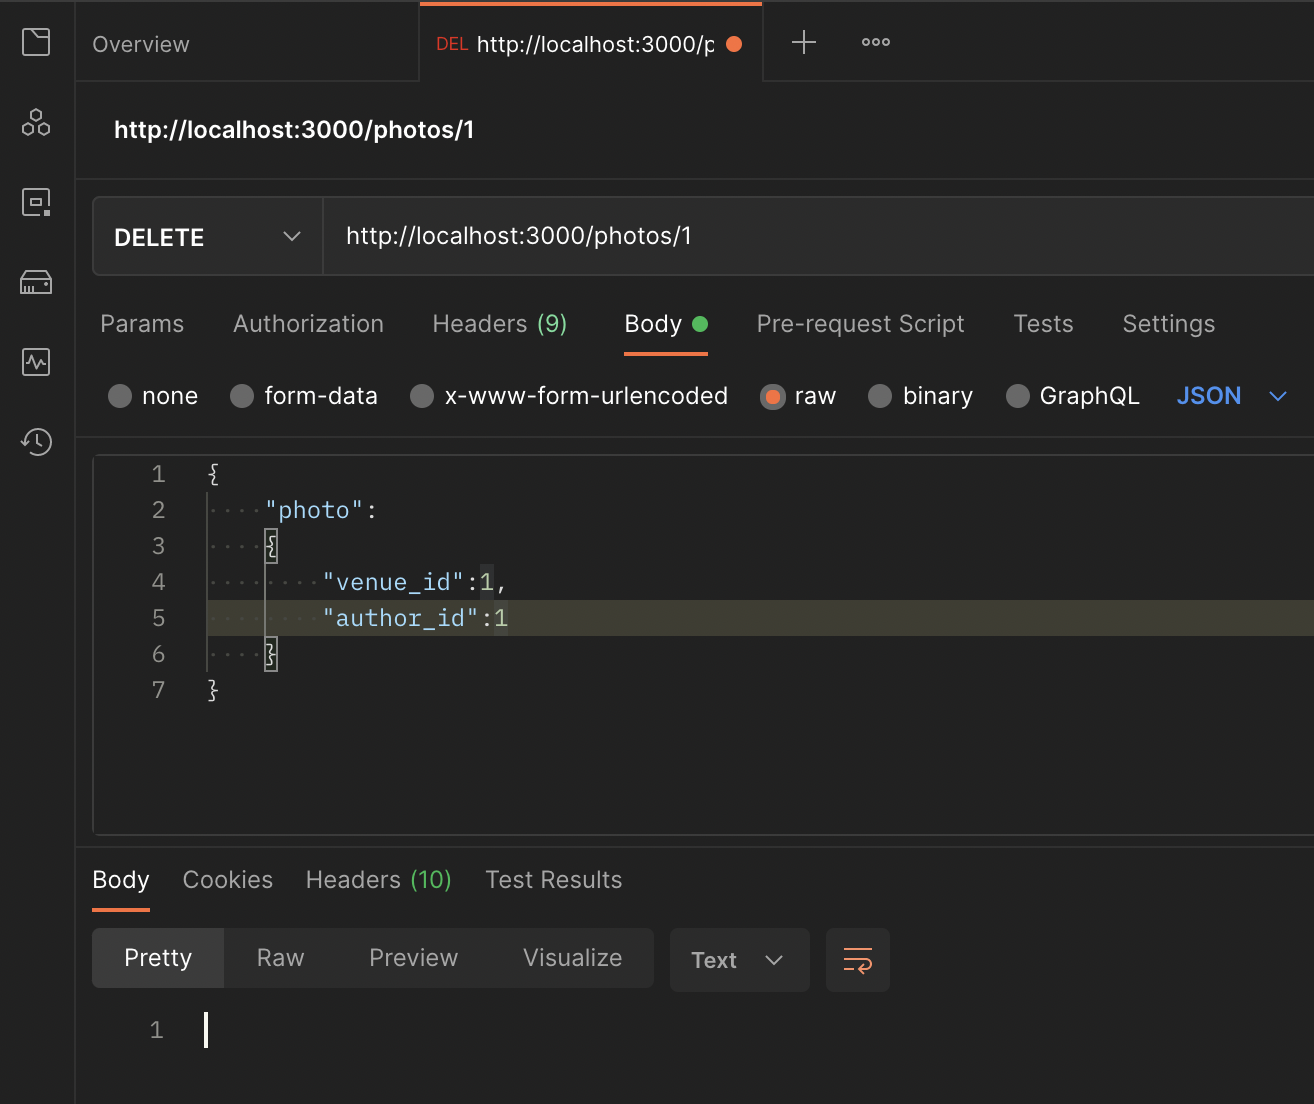 Overview
DEL http://localhost:3000/p
http://localhost:3000/photos/1
DELETE http://localhost:3000/photos/1
Params Authorization Headers (9) Body Pre-request Script Tests Settings
none form-data x-www-form-urlencoded raw binary GraphQL JSON
1 {
2 "photo":
3 {
4 "venue_id":1,
5 "author_id":1
6 }
7 }
Body Cookies Headers (10) Test Results
Pretty Raw Preview Visualize Text
1